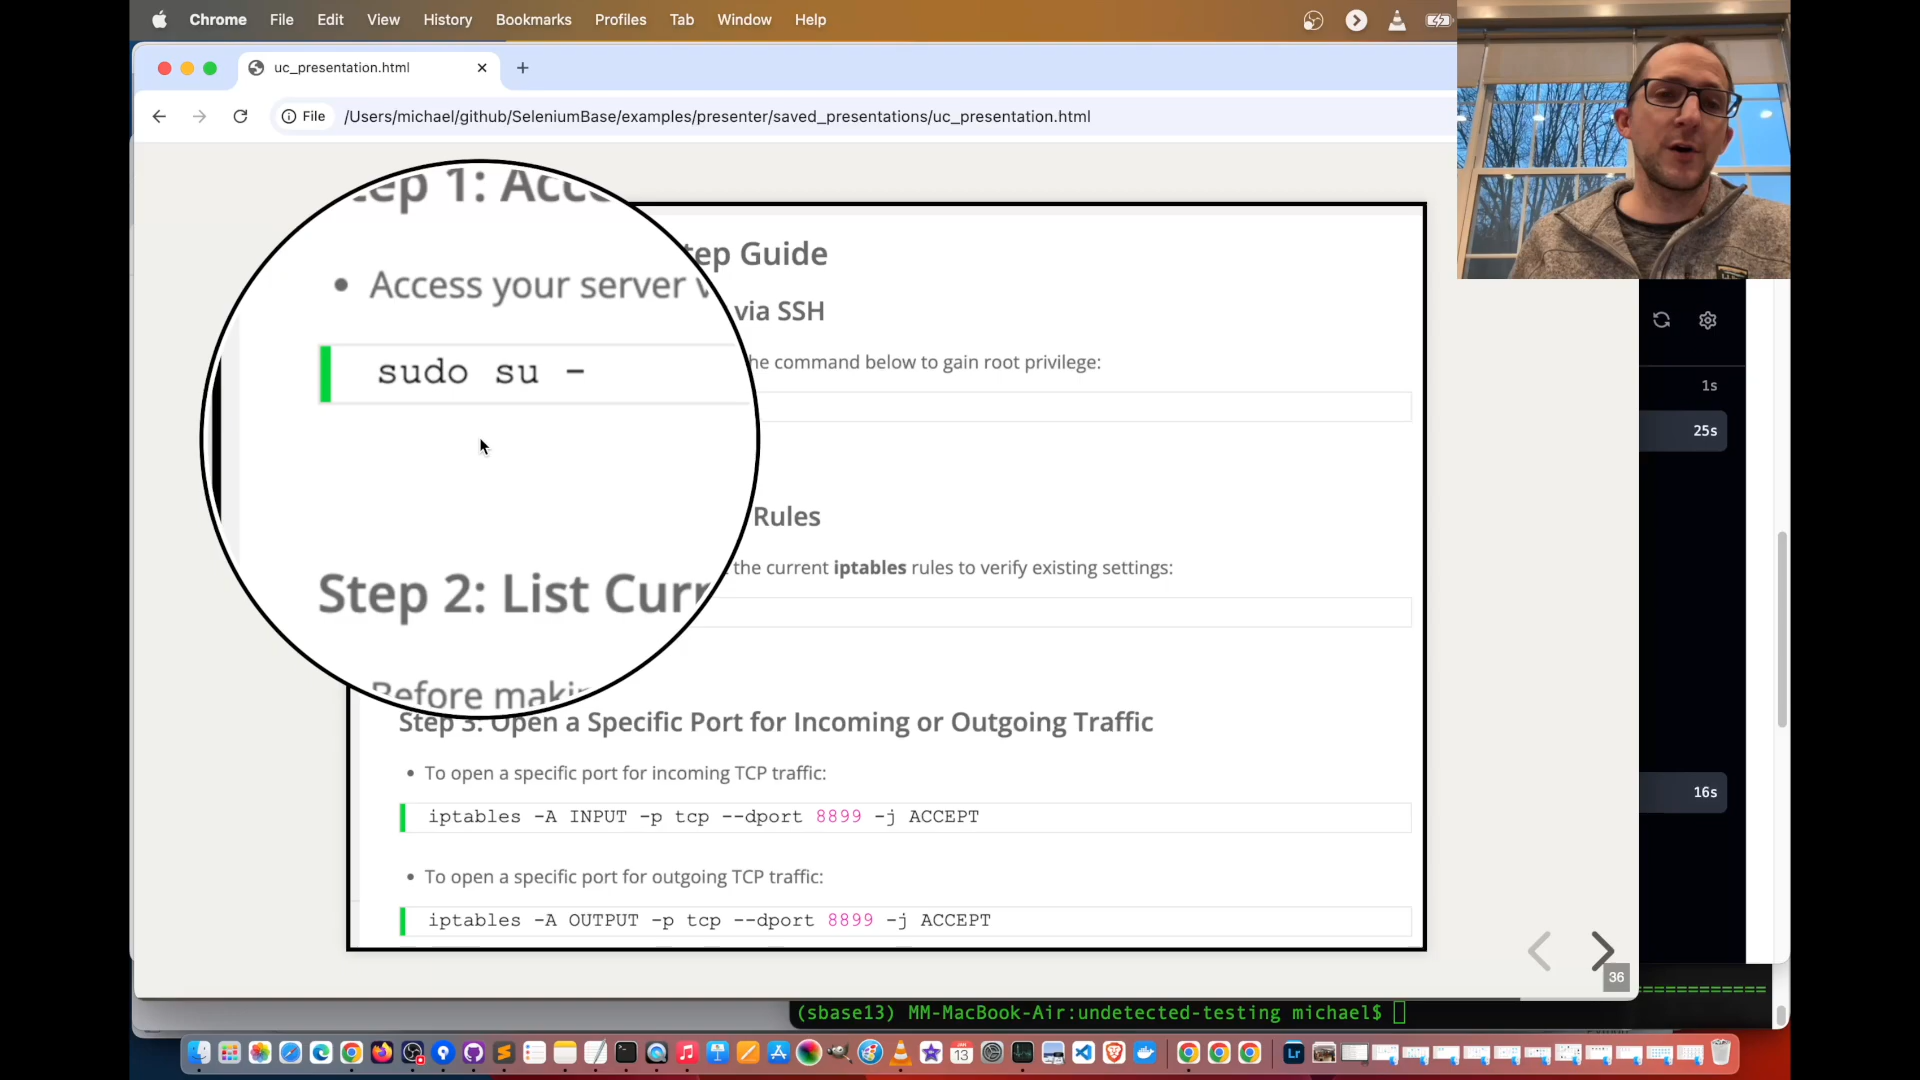 Chrome File Edit View History Bookmarks Profiles Tab Window Help
uc_presentation.html
File /Users/michael/github/SeleniumBase/examples/presenter/saved_presentations/uc_presentation.html
ep 1: Acc
tep Guide
Access your server
via SSH
he command below to gain root privilege:
sudo su -
Rules
the current iptables rules to verify existing settings:
Step 2: List Curr
Before maki
Step 3: Open a Specific Port for Incoming or Outgoing Traffic
To open a specific port for incoming TCP traffic:
iptables -A INPUT -p tcp --dport 8899 -j ACCEPT
To open a specific port for outgoing TCP traffic:
iptables -A OUTPUT -p tcp --dport 8899 -j ACCEPT
36
1s
25s
16s
============
(sbase13) MM-MacBook-Air:undetected-testing michael$
JAN
13
Lr